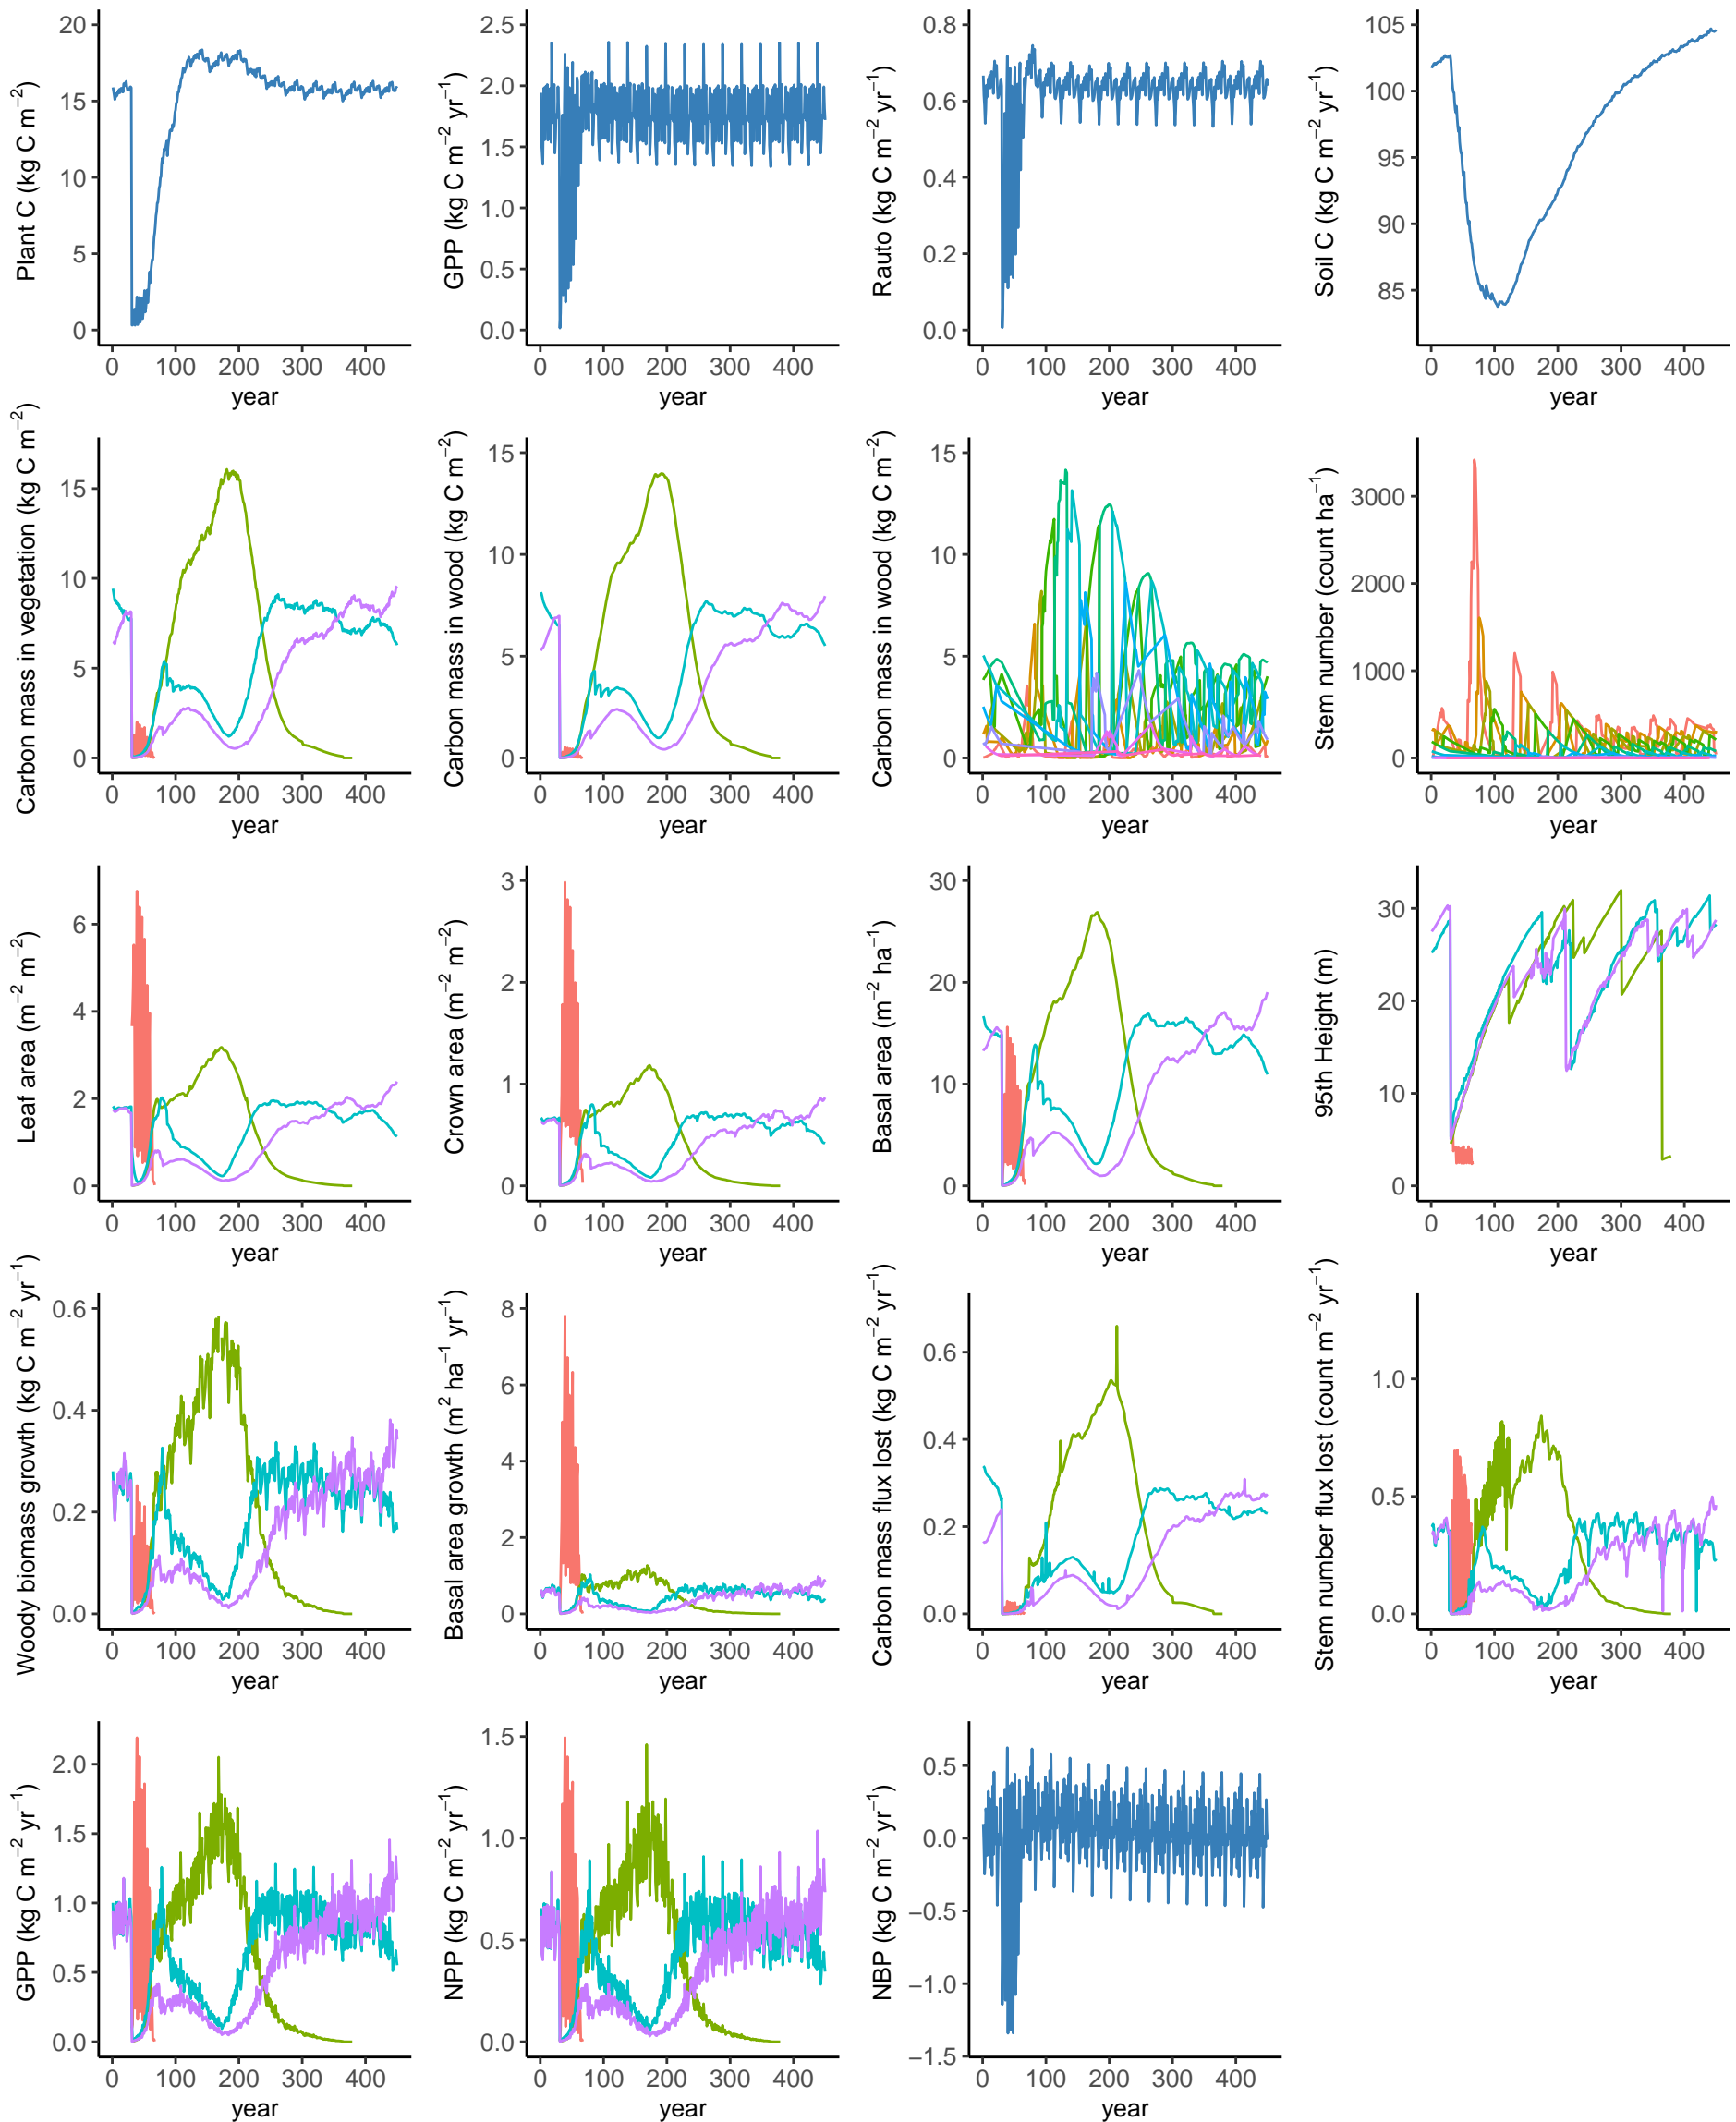 Plant C (kg C m−2)
20
15
10
5
0
0 100 200 300 400
year
GPP (kg C m−2 yr−1)
2.5
2.0
1.5
1.0
0.5
0.0
0 100 200 300 400
year
Rauto (kg C m−2 yr−1)
0.8
0.6
0.4
0.2
0.0
0 100 200 300 400
year
Soil C (kg C m−2 yr−1)
105
100
95
90
85
0 100 200 300 400
year
Carbon mass in vegetation (kg C m−2)
15
10
5
0
0 100 200 300 400
year
Carbon mass in wood (kg C m−2)
15
10
5
0
0 100 200 300 400
year
Carbon mass in wood (kg C m−2)
15
10
5
0
0 100 200 300 400
year
Stem number (count ha−1)
3000
2000
1000
0
0 100 200 300 400
year
Leaf area (m−2 m−2)
6
4
2
0
0 100 200 300 400
year
Crown area (m−2 m−2)
3
2
1
0
0 100 200 300 400
year
Basal area (m−2 ha−1)
30
20
10
0
0 100 200 300 400
year
95th Height (m)
30
20
10
0
0 100 200 300 400
year
Woody biomass growth (kg C m−2 yr−1)
0.6
0.4
0.2
0.0
0 100 200 300 400
year
Basal area growth (m2 ha−1 yr−1)
8
6
4
2
0
0 100 200 300 400
year
Carbon mass flux lost (kg C m−2 yr−1)
0.6
0.4
0.2
0.0
0 100 200 300 400
year
Stem number flux lost (count m−2 yr−1)
1.0
0.5
0.0
0 100 200 300 400
year
GPP (kg C m−2 yr−1)
2.0
1.5
1.0
0.5
0.0
0 100 200 300 400
year
NPP (kg C m−2 yr−1)
1.5
1.0
0.5
0.0
0 100 200 300 400
year
NBP (kg C m−2 yr−1)
0.5
0.0
−0.5
−1.0
−1.5
0 100 200 300 400
year